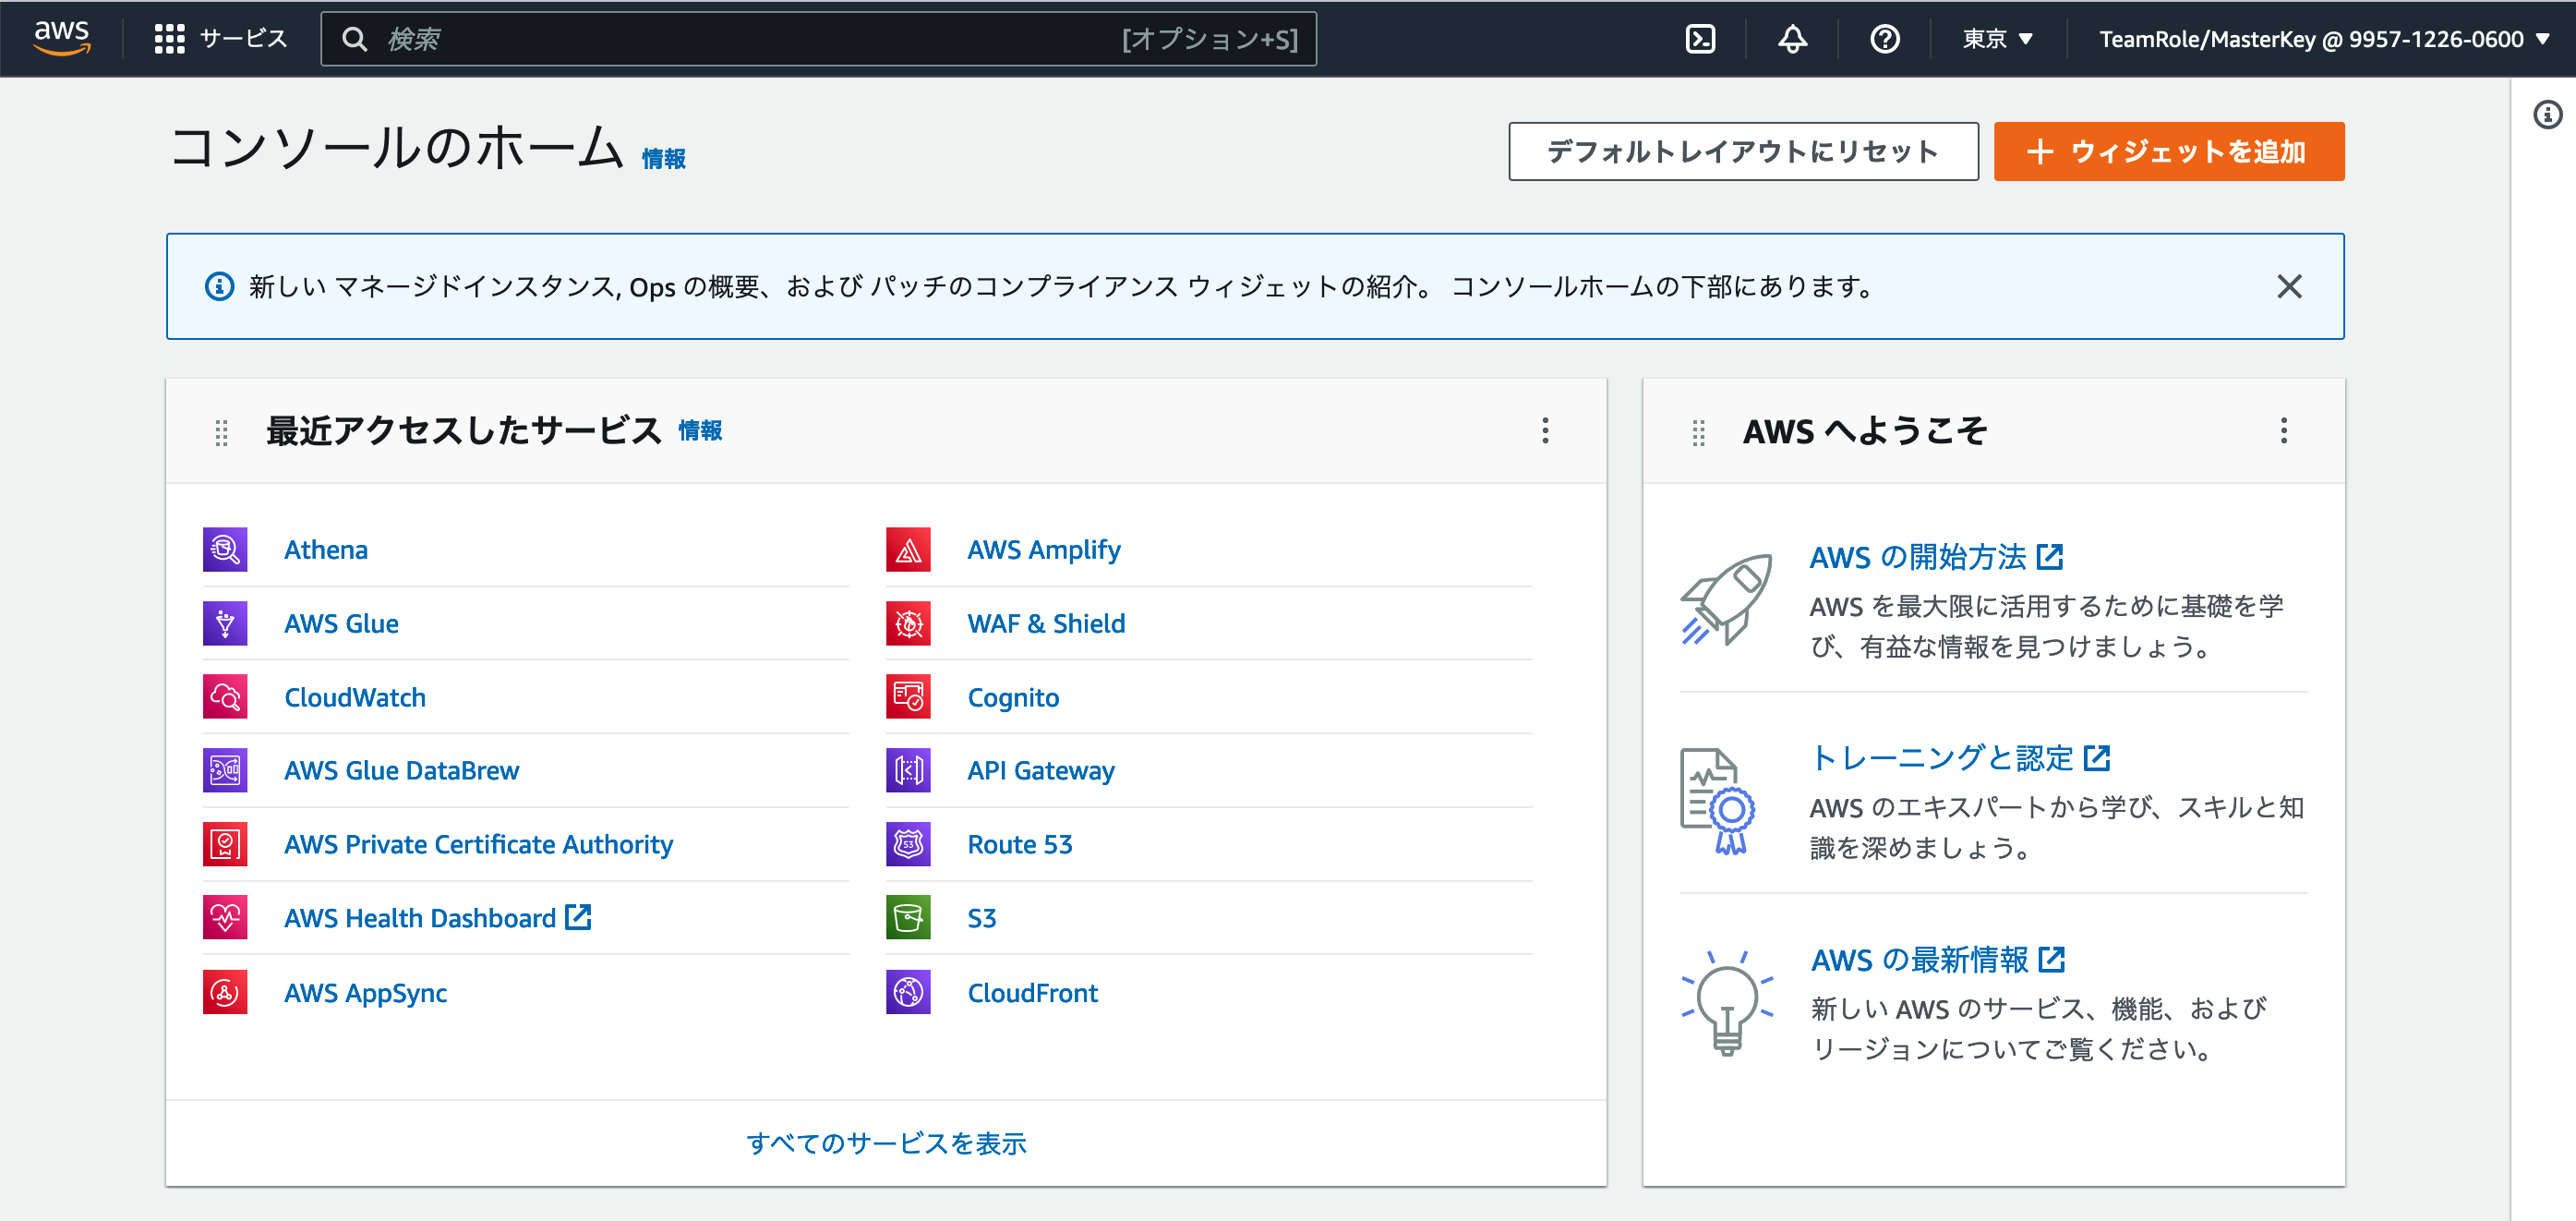 aws
サービス
検索
[オプション+S]
東京
TeamRole/MasterKey @ 9957-1226-0600
コンソールのホーム 情報
デフォルトレイアウトにリセット
ウィジェットを追加
新しい マネージドインスタンス, Ops の概要、および パッチのコンプライアンス ウィジェットの紹介。 コンソールホームの下部にあります。
最近アクセスしたサービス 情報
Athena
AWS Glue
CloudWatch
AWS Glue DataBrew
AWS Private Certificate Authority
AWS Health Dashboard
AWS AppSync
AWS Amplify
WAF & Shield
Cognito
API Gateway
53
Route 53
S3
CloudFront
すべてのサービスを表示
AWS へようこそ
AWS の開始方法
AWS を最大限に活用するために基礎を学
び、有益な情報を見つけましょう。
トレーニングと認定
AWS のエキスパートから学び、スキルと知
識を深めましょう。
AWS の最新情報
新しい AWS のサービス、機能、および
リージョンについてご覧ください。